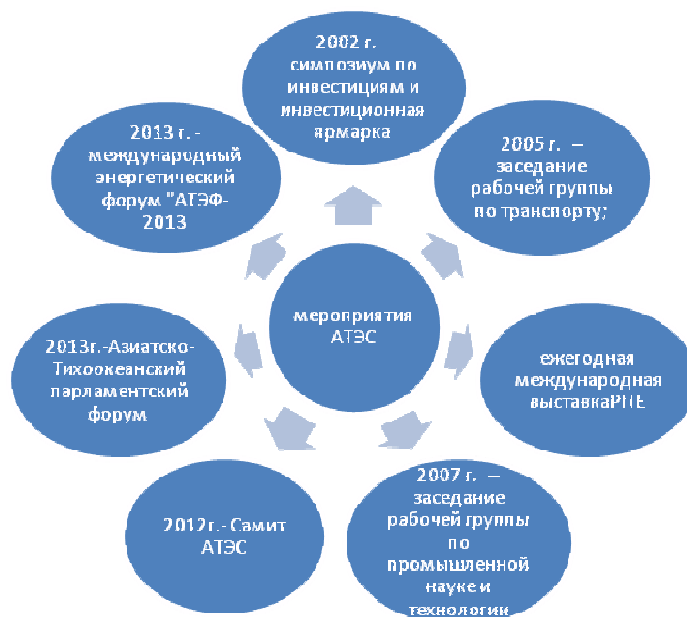 2002 г.
симпозиум по
инвестициям и
инвестиционная
ярмарка
2005 г. –
заседание
рабочей группы
по транспорту;
ежегодная
международная
выставка
2007 г. –
заседание
рабочей группы
по
промышленной
науке и
технологии
2012г.- Самит
АТЭС
2013г.-Азиатско-
Тихоокеанский
парламентский
форум
2013 г. -
международный
энергетический
форум "АТЭФ-
2013
мероприятия
АТЭС